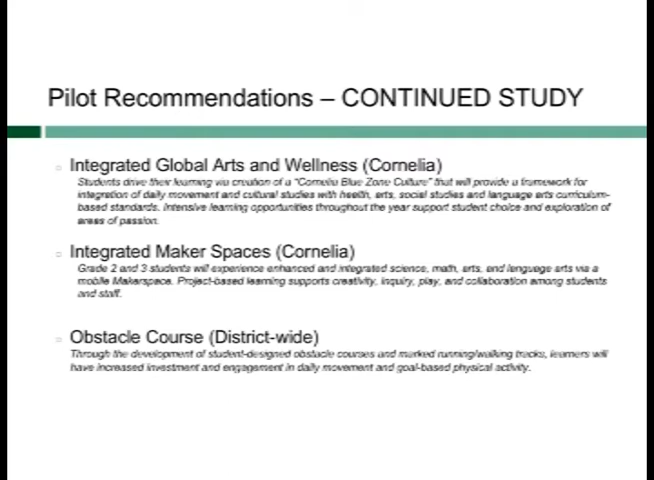 Pilot Recommendations – CONTINUED STUDY
Integrated Global Arts and Wellness (Cornelia)
Students drive their learning via creation of a "Cornelia Blue Zone Culture" that will provide a framework for
integration of daily movement and cultural studies with health, arts, social studies and language arts curriculum-
based standards. Intensive learning opportunities throughout the year support student choice and exploration of
areas of passion.
Integrated Maker Spaces (Cornelia)
Grade 2 and 3 students will experience enhanced and integrated science, math, arts, and language arts via a
mobile Makerspace. Project-based learning supports creativity, inquiry, play, and collaboration among students
and staff.
Obstacle Course (District-wide)
Through the development of student-designed obstacle courses and marked running/walking tracks, learners will
have increased investment and engagement in daily movement and goal-based physical activity.